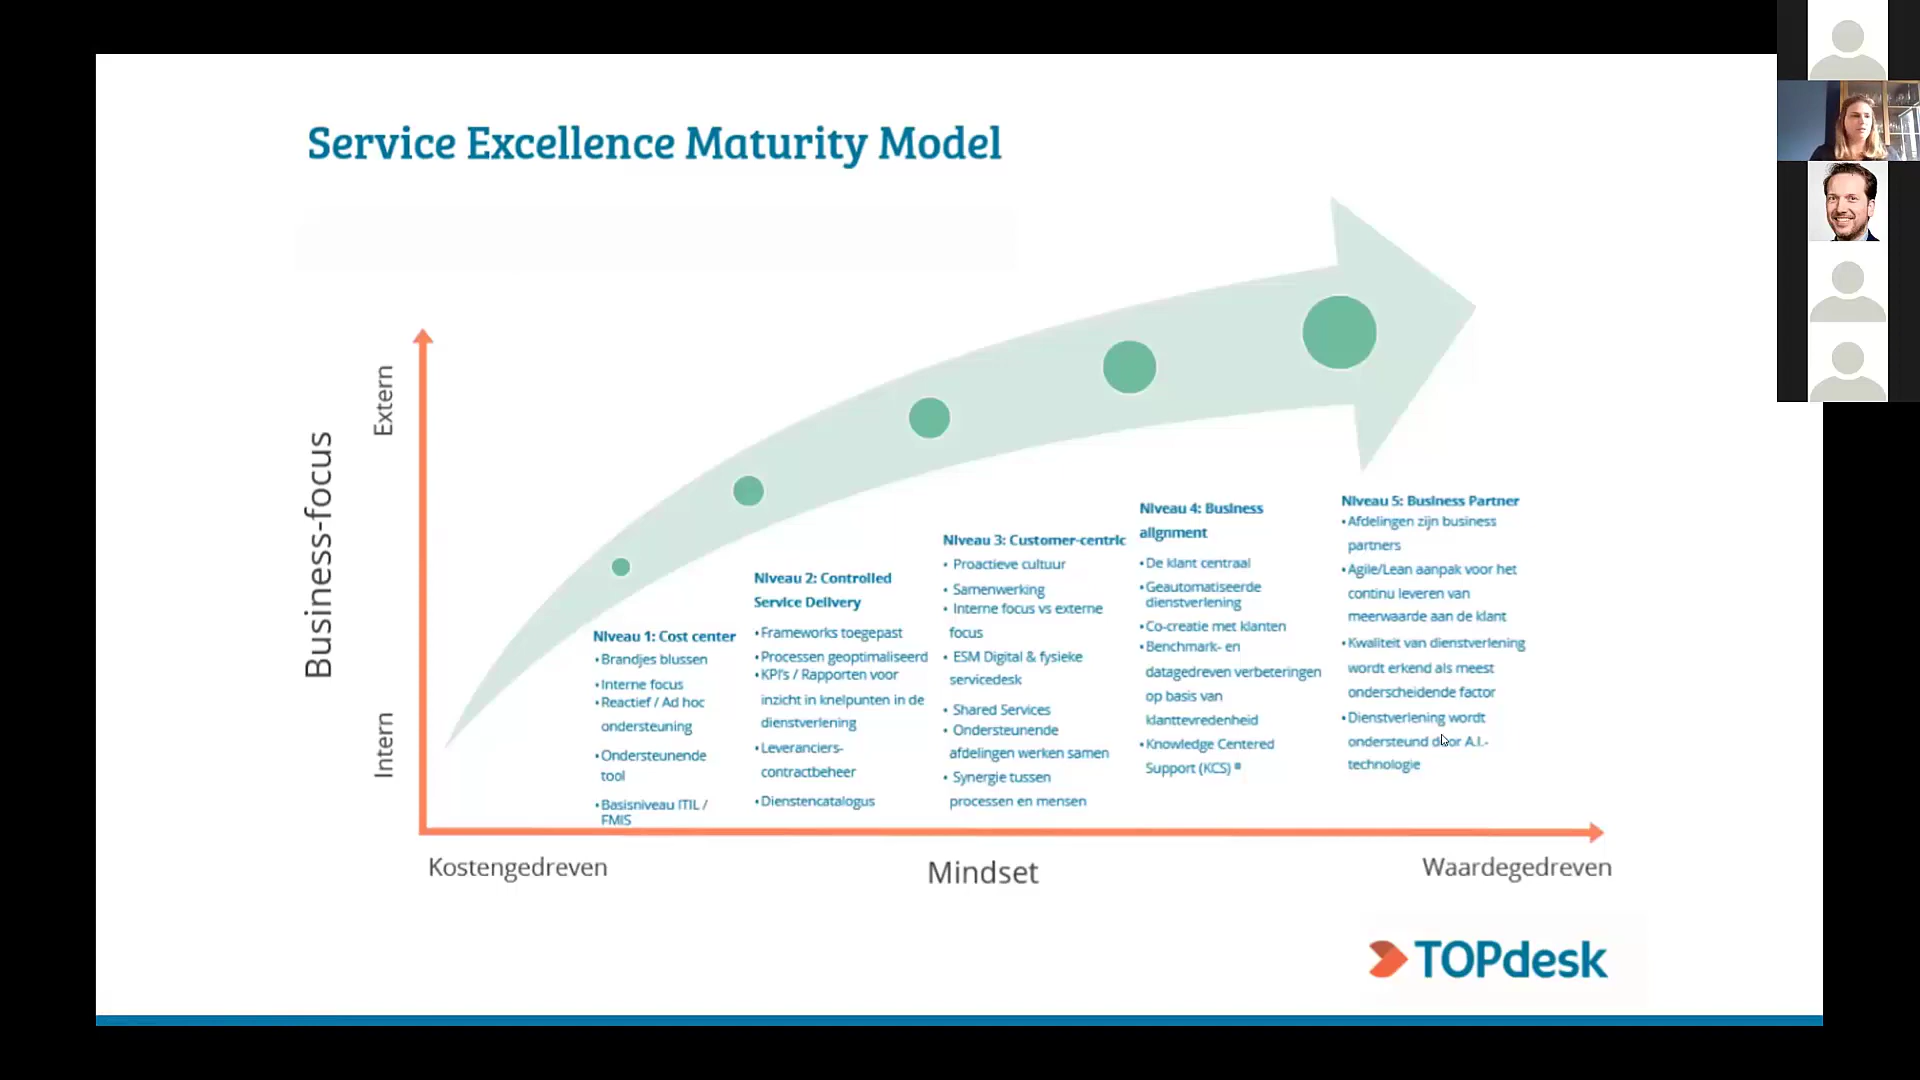 Service Excellence Maturity Model
Business-focus
Extern
Intern
Niveau 1: Cost center
•Brandjes blussen
•Interne focus
•Reactief / Ad hoc
ondersteuning
•Ondersteunende
tool
•Basisniveau ITIL /
FMIS
Niveau 2: Controlled
Service Delivery
•Frameworks toegepast
•Processen geoptimaliseerd
•KPI's / Rapporten voor
inzicht in knelpunten in de
dienstverlening
•Leveranciers-
contractbeheer
•Dienstencatalogus
Niveau 3: Customer-centric
• Proactieve cultuur
• Samenwerking
• Interne focus vs externe
focus
• ESM Digital & fysieke
servicedesk
• Shared Services
• Ondersteunende
afdelingen werken samen
• Synergie tussen
processen en mensen
Niveau 4: Business
alignment
•De klant centraal
•Geautomatiseerde
dienstverlening
•Co-creatie met klanten
•Benchmark- en
datagedreven verbeteringen
op basis van
klanttevredenheid
•Knowledge Centered
Support (KCS) ®
Niveau 5: Business Partner
•Afdelingen zijn business
partners
•Agile/Lean aanpak voor het
continu leveren van
meerwaarde aan de klant
•Kwaliteit van dienstverlening
wordt erkend als meest
onderscheidende factor
•Dienstverlening wordt
ondersteund door A.I.-
technologie
Kostengedreven
Mindset
Waardegedreven
TOPdesk